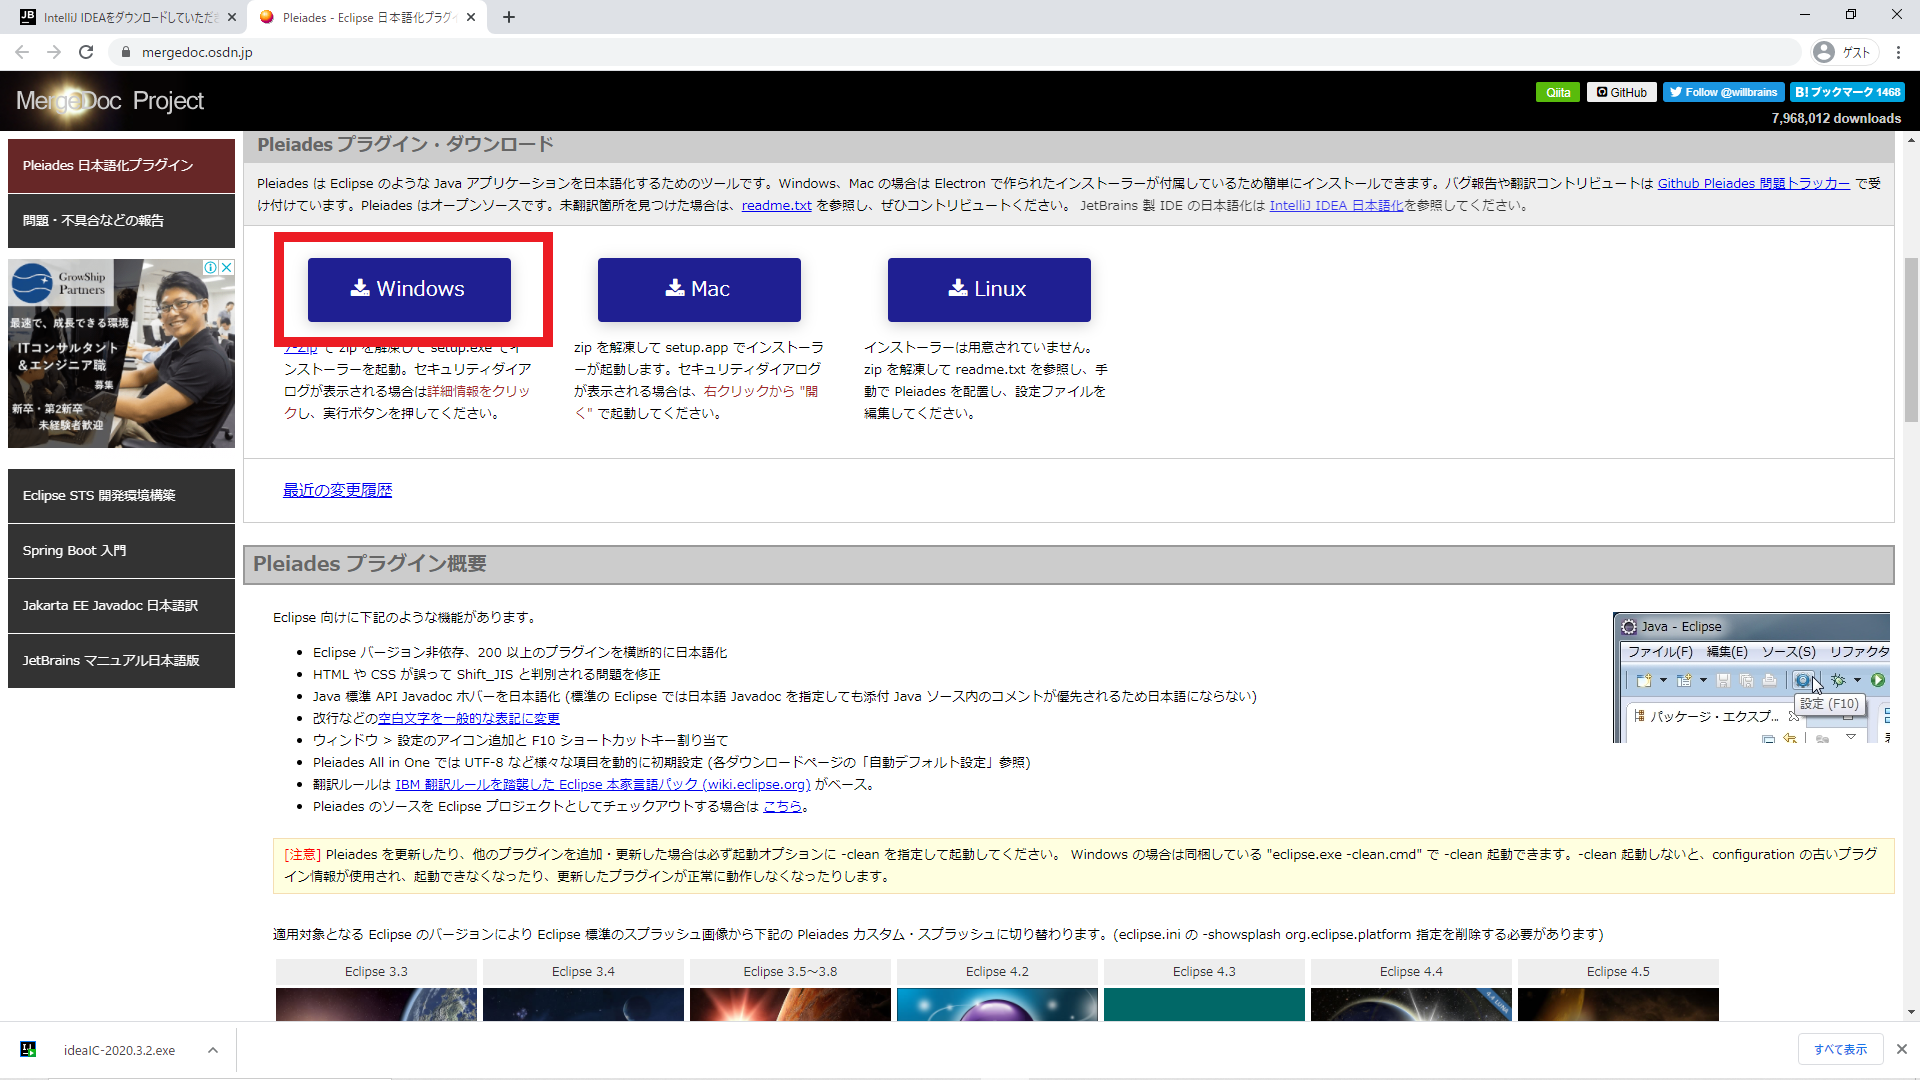 IntelliJ IDEAをダウンロードしていただき
Pleiades - Eclipse 日本語化プラグイ
mergedoc.osdn.jp
ゲスト
MergeDoc Project
Qiita
GitHub
Follow @willbrains
B! ブックマーク 1468
7,968,012 downloads
Pleiades 日本語化プラグイン
問題・不具合などの報告
GrowShip
Partners
最速で、成長できる環境
ITコンサルタント
&エンジニア職
募集
新卒・第2新卒
未経験者歓迎
Eclipse STS 開発環境構築
Spring Boot 入門
Jakarta EE Javadoc 日本語訳
JetBrains マニュアル日本語版
Pleiades プラグイン・ダウンロード
Pleiades は Eclipse のような Java アプリケーションを日本語化するためのツールです。Windows、Mac の場合は Electron で作られたインストーラーが付属しているため簡単にインストールできます。バグ報告や翻訳コントリビュートは Github Pleiades 問題トラッカー で受
け付けています。Pleiades はオープンソースです。未翻訳箇所を見つけた場合は、readme.txt を参照し、ぜひコントリビュートください。 JetBrains 製 IDE の日本語化は IntelliJ IDEA 日本語化を参照してください。
Windows
7-Zip で zip を解凍して setup.exe でイ
ンストーラーを起動。セキュリティダイア
ログが表示される場合は詳細情報をクリッ
クし、実行ボタンを押してください。
Mac
zip を解凍して setup.app でインストーラ
ーが起動します。セキュリティダイアログ
が表示される場合は、右クリックから "開
く" で起動してください。
Linux
インストーラーは用意されていません。
zip を解凍して readme.txt を参照し、手
動で Pleiades を配置し、設定ファイルを
編集してください。
最近の変更履歴
Pleiades プラグイン概要
Eclipse 向けに下記のような機能があります。
• Eclipse バージョン非依存、200 以上のプラグインを横断的に日本語化
• HTML や CSS が誤って Shift_JIS と判別される問題を修正
• Java 標準 API Javadoc ホバーを日本語化 (標準の Eclipse では日本語 Javadoc を指定しても添付 Java ソース内のコメントが優先されるため日本語にならない)
• 改行などの空白文字を一般的な表記に変更
• ウィンドウ > 設定のアイコン追加と F10 ショートカットキー割り当て
• Pleiades All in One では UTF-8 など様々な項目を動的に初期設定 (各ダウンロードページの「自動デフォルト設定」参照)
• 翻訳ルールは IBM 翻訳ルールを踏襲した Eclipse 本家言語パック (wiki.eclipse.org) がベース。
• Pleiades のソースを Eclipse プロジェクトとしてチェックアウトする場合は こちら。
Java - Eclipse
ファイル(F) 編集(E) ソース(S) リファクタ
設定 (F10)
パッケージ・エクスプ...
[注意] Pleiades を更新したり、他のプラグインを追加・更新した場合は必ず起動オプションに -clean を指定して起動してください。 Windows の場合は同梱している "eclipse.exe -clean.cmd" で -clean 起動できます。-clean 起動しないと、configuration の古いプラグ
イン情報が使用され、起動できなくなったり、更新したプラグインが正常に動作しなくなったりします。
適用対象となる Eclipse のバージョンにより Eclipse 標準のスプラッシュ画像から下記の Pleiades カスタム・スプラッシュに切り替わります。(eclipse.ini の -showsplash org.eclipse.platform 指定を削除する必要があります)
Eclipse 3.3
Eclipse 3.4
Eclipse 3.5～3.8
Eclipse 4.2
Eclipse 4.3
Eclipse 4.4
Eclipse 4.5
ideaIC-2020.3.2.exe
すべて表示